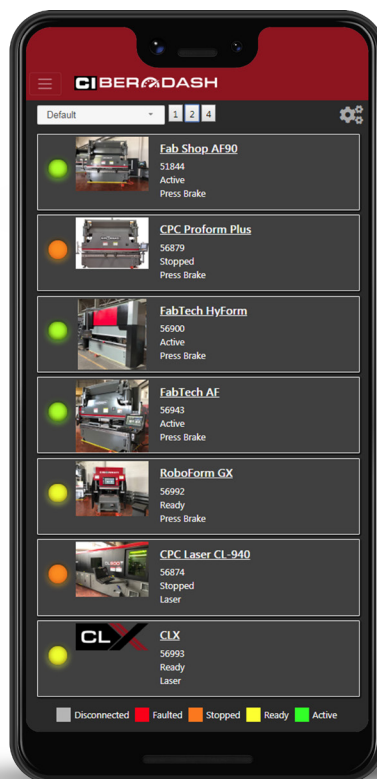 CIBERDASH
Default 1 2 4
Fab Shop AF90
51844
Active
Press Brake
CPC Proform Plus
56879
Stopped
Press Brake
FabTech HyForm
56900
Active
Press Brake
FabTech AF
56943
Active
Press Brake
RoboForm GX
56992
Ready
Press Brake
CPC Laser CL-940
56874
Stopped
Laser
CLX
CLX
56993
Ready
Laser
Disconnected Faulted Stopped Ready Active